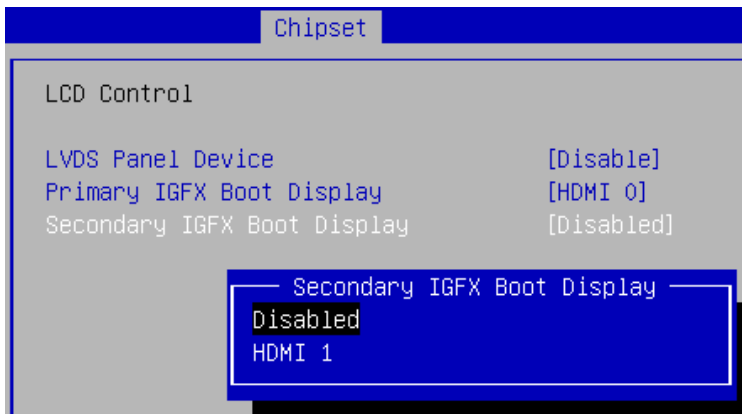 Chipset
LCD Control
LVDS Panel Device [Disable]
Primary IGFX Boot Display [HDMI 0]
Secondary IGFX Boot Display [Disabled]
Secondary IGFX Boot Display
Disabled
HDMI 1